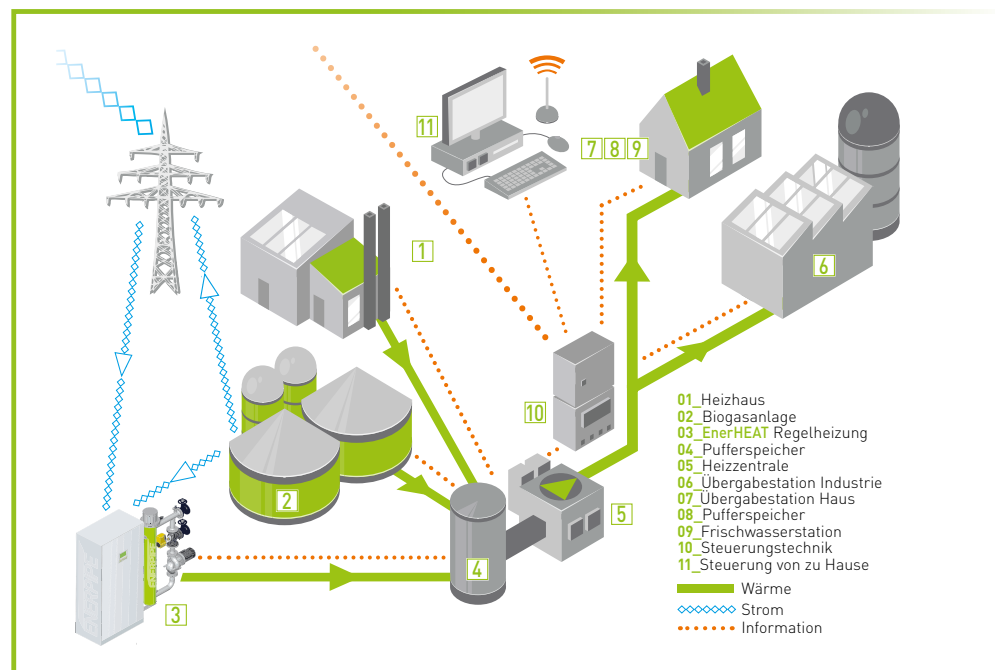 11
7 8 9
1
6
10
2
5
4
3
01_Heizhaus
02_Biogasanlage
03_EnerHEAT Regelheizung
04_Pufferspeicher
05_Heizzentrale
06_Übergabestation Industrie
07_Übergabestation Haus
08_Pufferspeicher
09_Frischwasserstation
10_Steuerungstechnik
11_Steuerung von zu Hause
Wärme
Strom
Information